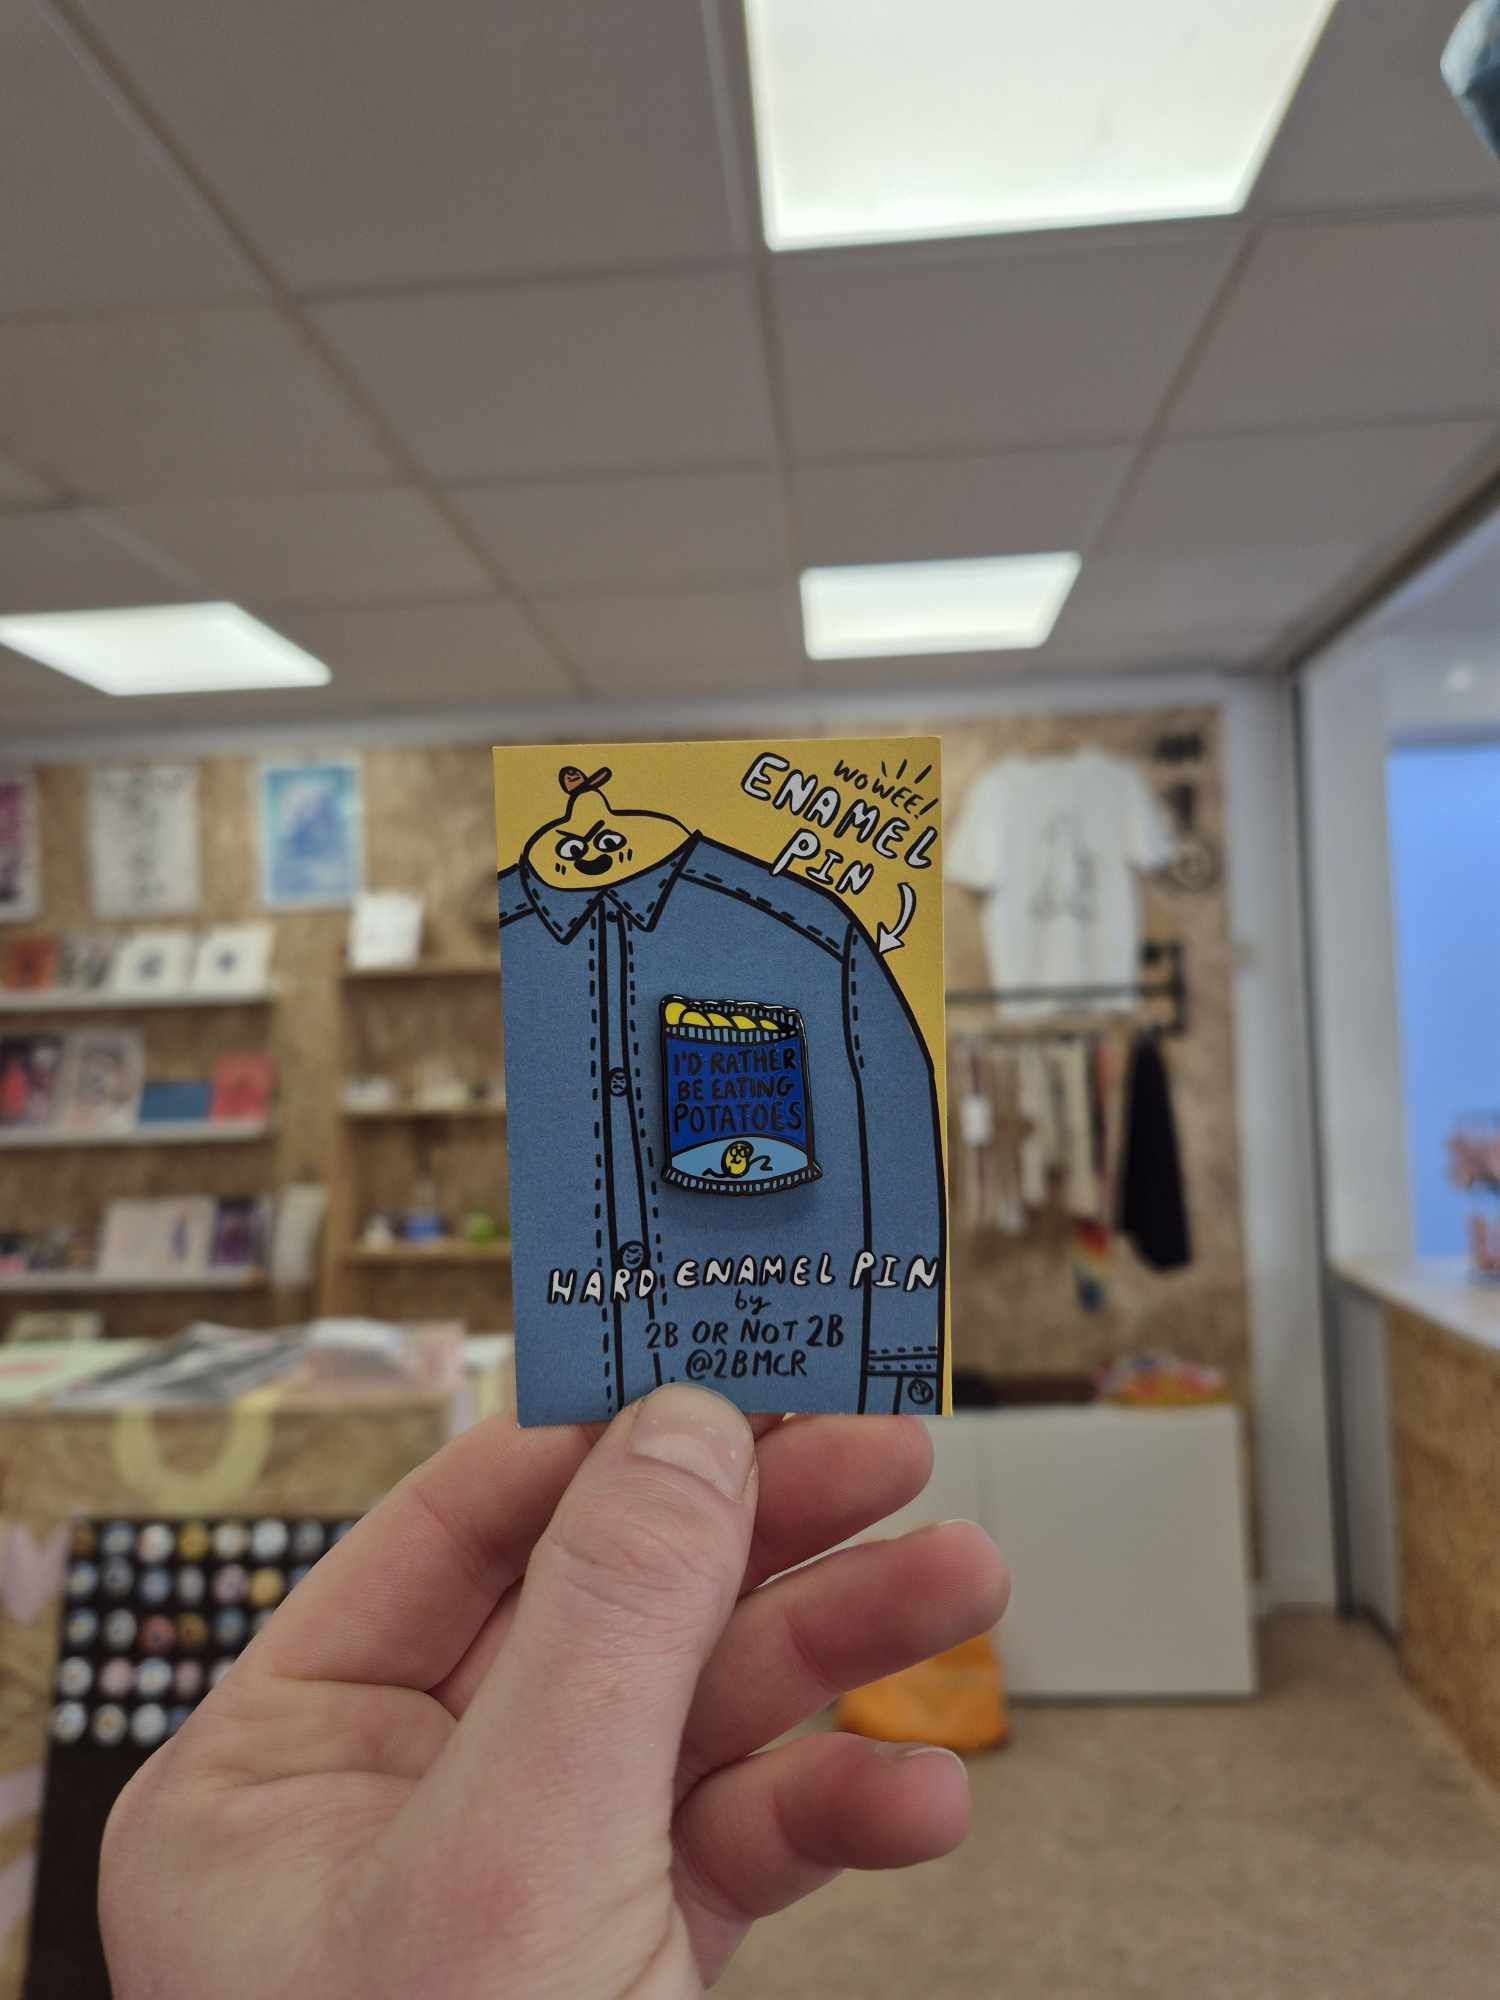 WOWEE!
ENAMEL
PIN
I'D RATHER
BE EATING
POTATOES
HARD ENAMEL PIN
by
2B OR NOT 2B
@2BMCR